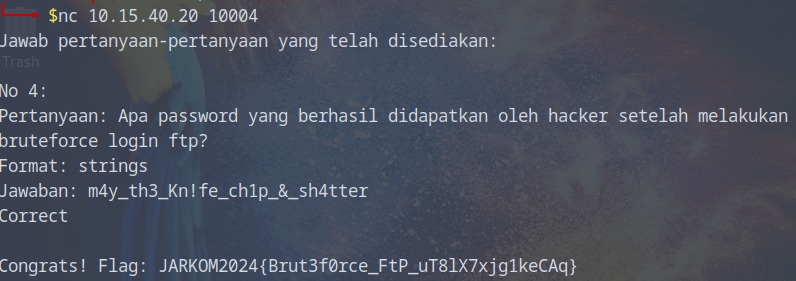 $nc 10.15.40.20 10004
Jawab pertanyaan-pertanyaan yang telah disediakan:
Trash
No 4:
Pertanyaan: Apa password yang berhasil didapatkan oleh hacker setelah melakukan
bruteforce login ftp?
Format: strings
Jawaban: m4y_th3_Kn!fe_ch1p_&_sh4tter
Correct
Congrats! Flag: JARKOM2024{Brut3f0rce_FtP_uT8lX7xjg1keCAq}